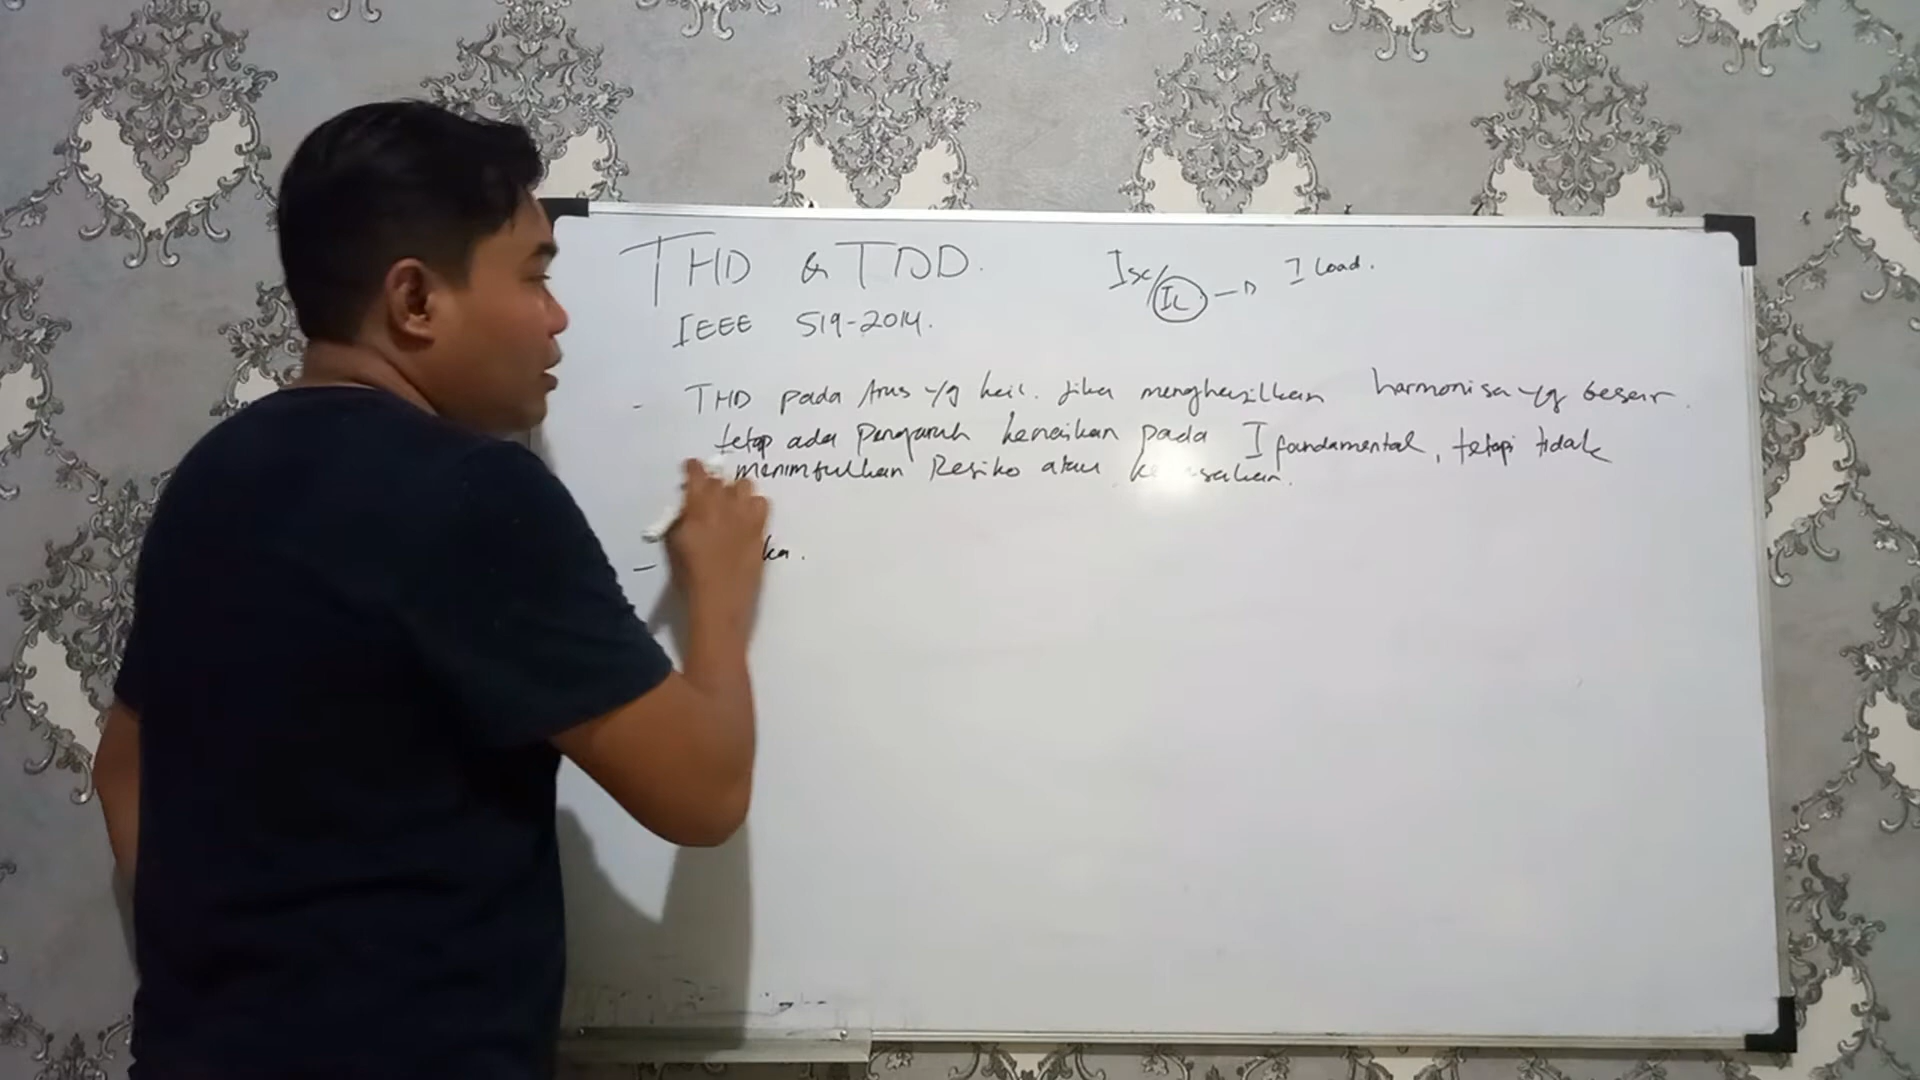 THD & TDD.
Isc/IL → I Load.
IEEE 519-2014.
- THD pada Arus yg kecil. jika menghasilkan harmonisa yg besar.
tetap ada pengaruh kenaikan pada I fundamental, tetapi tidak
menimbulkan Resiko atau
-